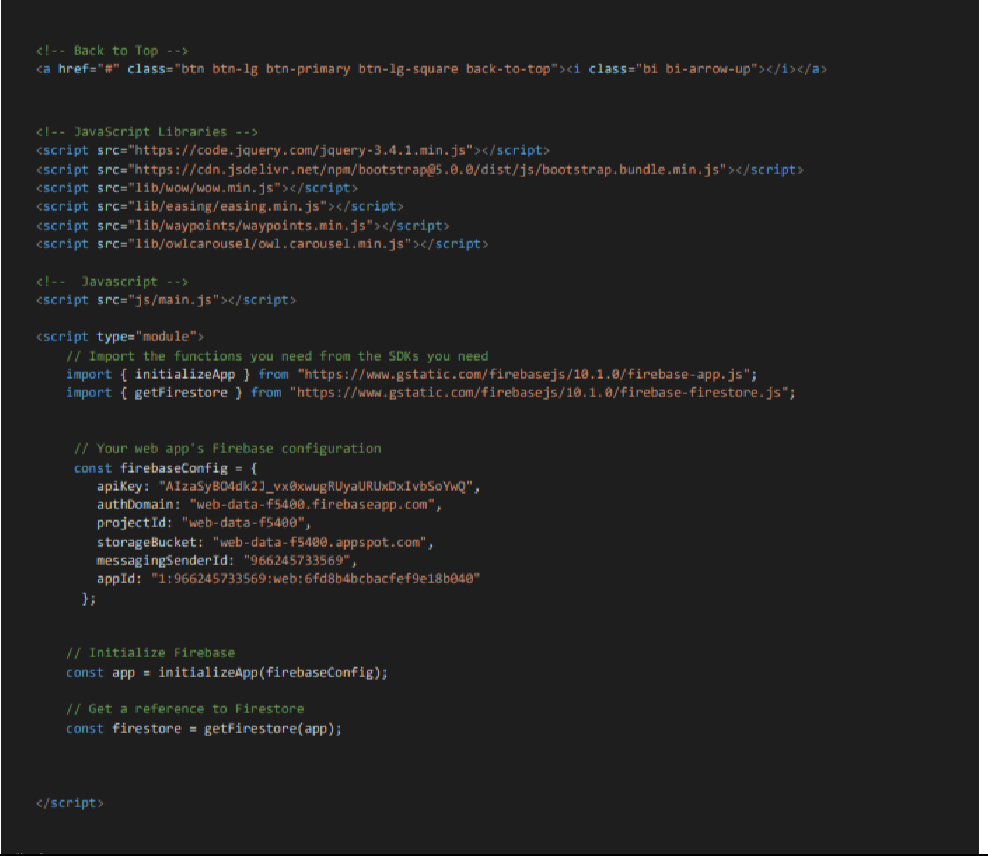 <!-- Back to Top -->
<a href="#" class="btn btn-lg btn-primary btn-lg-square back-to-top"><i class="bi bi-arrow-up"></i></a>
<!-- JavaScript Libraries -->
<script src="https://code.jquery.com/jquery-3.4.1.min.js"></script>
<script src="https://cdn.jsdelivr.net/npm/bootstrap@5.0.0/dist/js/bootstrap.bundle.min.js"></script>
<script src="lib/wow/wow.min.js"></script>
<script src="lib/easing/easing.min.js"></script>
<script src="lib/waypoints/waypoints.min.js"></script>
<script src="lib/owlcarousel/owl.carousel.min.js"></script>
<!--  Javascript -->
<script src="js/main.js"></script>
<script type="module">
// Import the functions you need from the SDKs you need
import { initializeApp } from "https://www.gstatic.com/firebasejs/10.1.0/firebase-app.js";
import { getFirestore } from "https://www.gstatic.com/firebasejs/10.1.0/firebase-firestore.js";
// Your web app's Firebase configuration
const firebaseConfig = {
apiKey: "AIzaSyBO4dk2J_vx0xwugRUyaURUxDxIvbSoYwQ",
authDomain: "web-data-f5400.firebaseapp.com",
projectId: "web-data-f5400",
storageBucket: "web-data-f5400.appspot.com",
messagingSenderId: "966245733569",
appId: "1:966245733569:web:6fd8b4bcbacfef9e18b040"
};
// Initialize Firebase
const app = initializeApp(firebaseConfig);
// Get a reference to Firestore
const firestore = getFirestore(app);
</script>